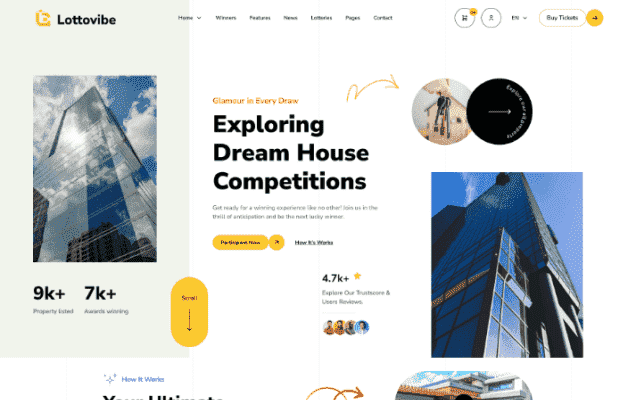 Lottovibe
Home Winners Features News Lotteries Pages Contact
EN
Buy Tickets
Glamour in Every Draw
Exploring
Dream House
Competitions
Get ready for a winning experience like no other! Join us in the
thrill of anticipation and be the next lucky winner.
Participant Now
How It's Works
9k+ 7k+
Property listed Awards winning
Scroll
4.7k+
Explore Our Trustscore &
Users Reviews.
How It Works
Your Ultimate